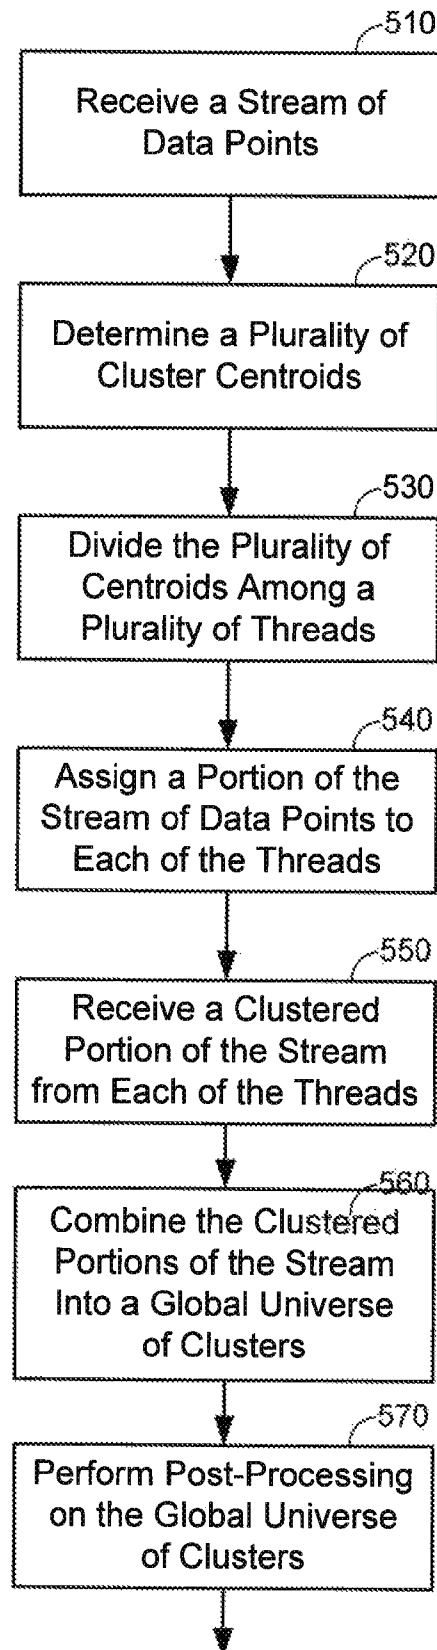 510
Receive a Stream of
Data Points
520
Determine a Plurality of
Cluster Centroids
530
Divide the Plurality of
Centroids Among a
Plurality of Threads
540
Assign a Portion of the
Stream of Data Points to
Each of the Threads
550
Receive a Clustered
Portion of the Stream
from Each of the Threads
560
Combine the Clustered
Portions of the Stream
Into a Global Universe
of Clusters
570
Perform Post-Processing
on the Global Universe
of Clusters